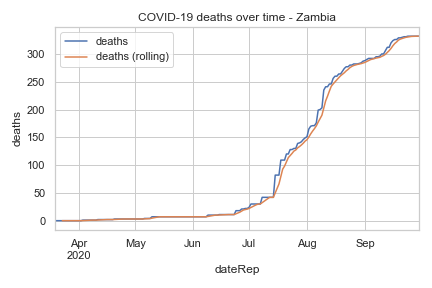 COVID-19 deaths over time - Zambia
deaths
deaths (rolling)
300
250
200
150
100
50
0
deaths
Apr
2020
May
Jun
Jul
Aug
Sep
dateRep